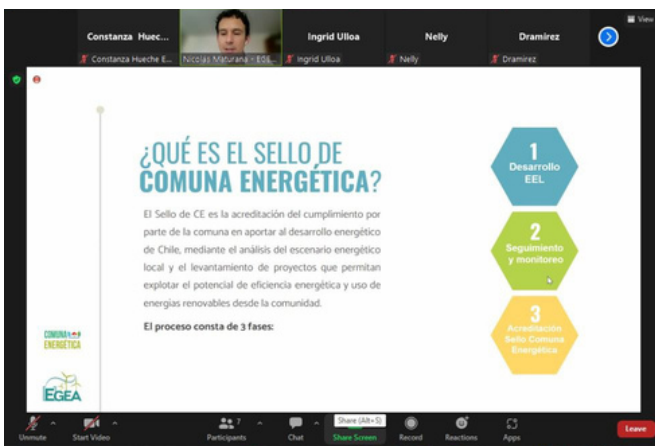 View
Constanza Huec...
Ingrid Ulloa
Nelly
Dramirez
Constanza Hueche E...
Nicolás Maturana - EGE...
Ingrid Ulloa
Nelly
Dramirez
¿QUÉ ES EL SELLO DE
COMUNA ENERGÉTICA?
El Sello de CE es la acreditación del cumplimiento por
parte de la comuna en aportar al desarrollo energético
de Chile, mediante el análisis del escenario energético
local y el levantamiento de proyectos que permitan
explotar el potencial de eficiencia energética y uso de
energías renovables desde la comunidad.
El proceso consta de 3 fases:
1
Desarrollo
EEL
2
Seguimiento
y monitoreo
3
Acreditación
Sello Comuna
Energética
COMUNA
ENERGÉTICA
EGEA
Unmute
Start Video
7
Participants
Chat
Share (Alt+S)
Share Screen
Record
Reactions
Apps
Leave